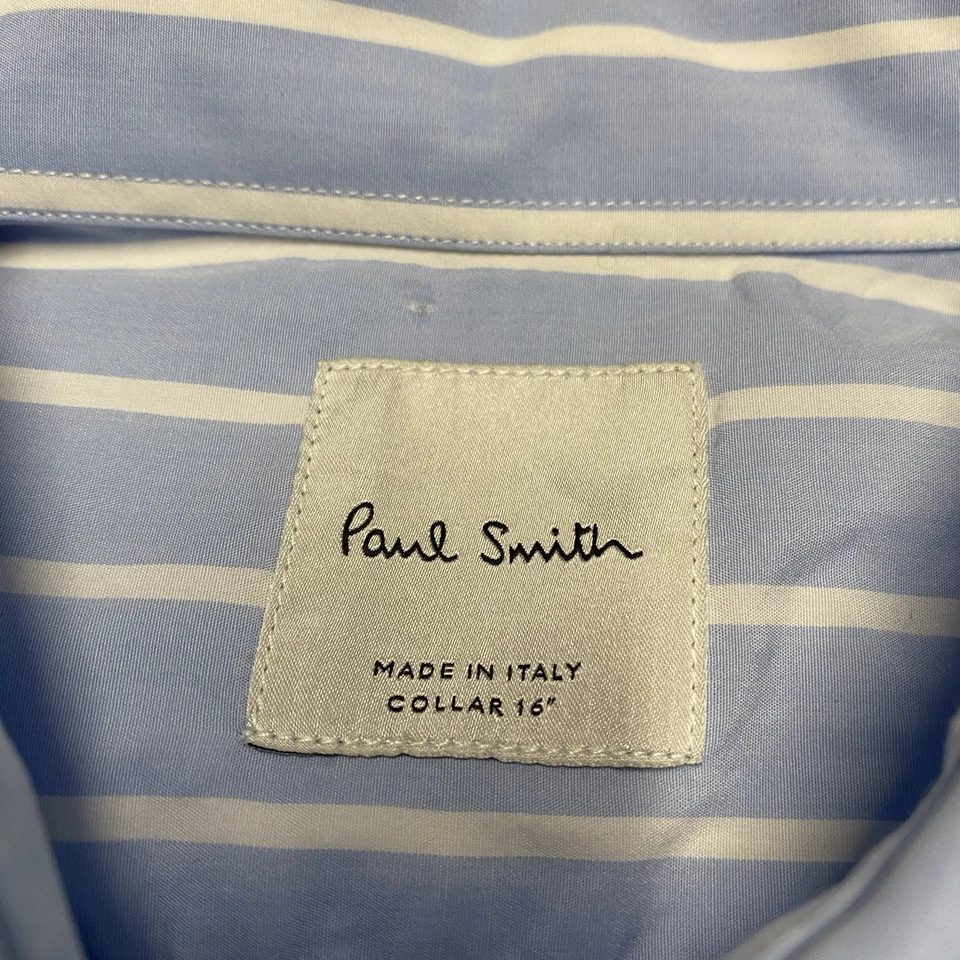 Paul Smith
MADE IN ITALY
COLLAR 16"